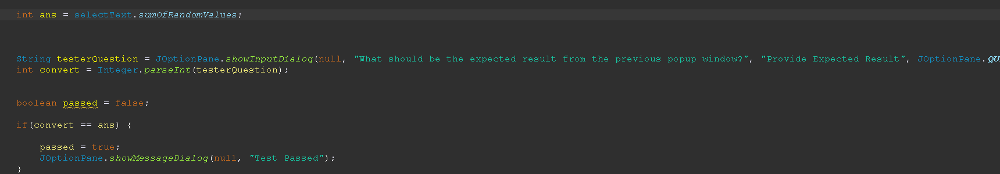 int ans = selectText.sumOfRandomValues;
String testerQuestion = JOptionPane.showInputDialog(null, "What should be the expected result from the previous popup window?", "Provide Expected Result", JOptionPane.QU
int convert = Integer.parseInt(testerQuestion);
boolean passed = false;
if(convert == ans) {
passed = true;
JOptionPane.showMessageDialog(null, "Test Passed");
}